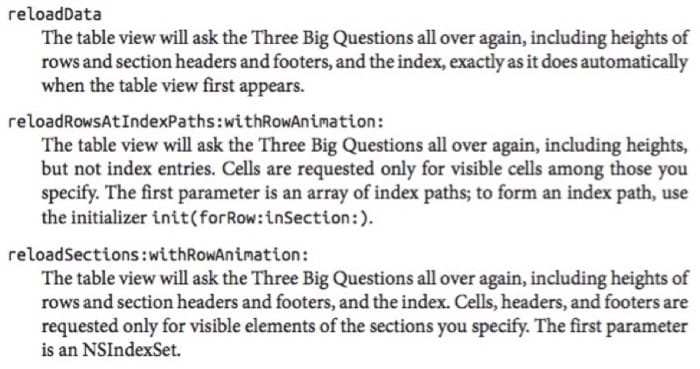 reloadData
The table view will ask the Three Big Questions all over again, including heights of
rows and section headers and footers, and the index, exactly as it does automatically
when the table view first appears.
reloadRowsAtIndexPaths:withRowAnimation:
The table view will ask the Three Big Questions all over again, including heights,
but not index entries. Cells are requested only for visible cells among those you
specify. The first parameter is an array of index paths; to form an index path, use
the initializer init(forRow:inSection:).
reloadSections:withRowAnimation:
The table view will ask the Three Big Questions all over again, including heights of
rows and section headers and footers, and the index. Cells, headers, and footers are
requested only for visible elements of the sections you specify. The first parameter
is an NSIndexSet.